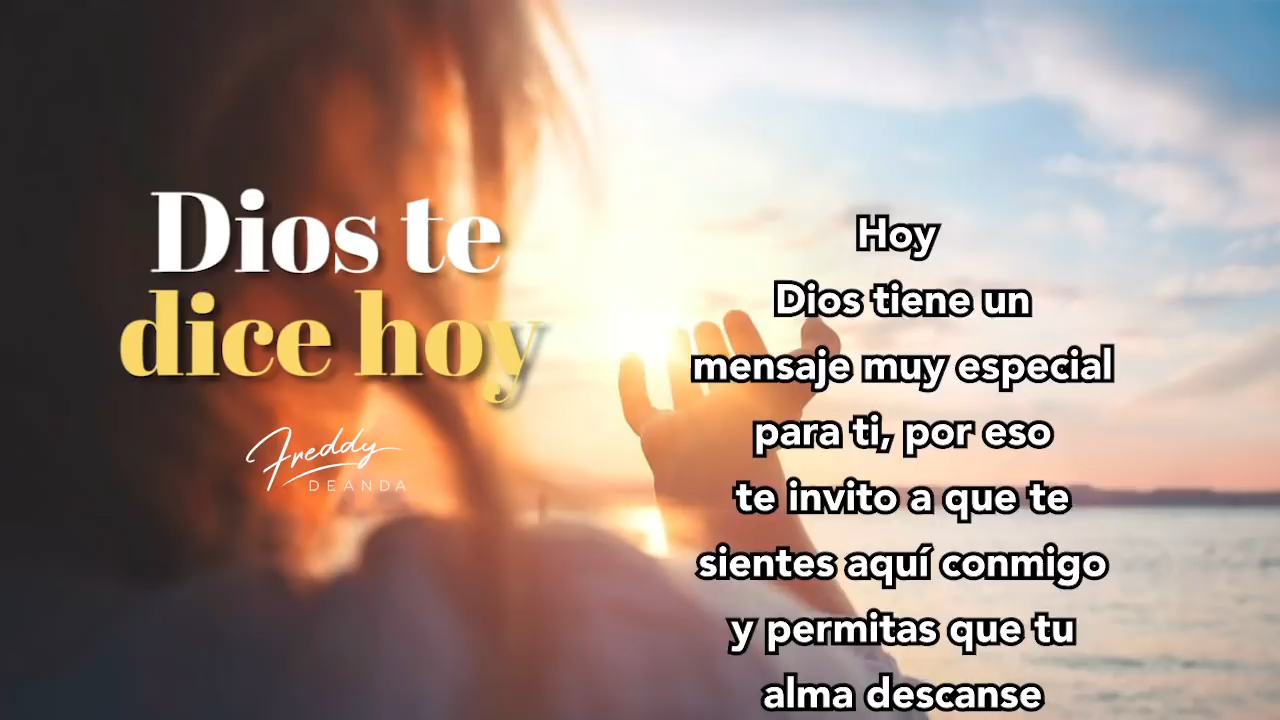 Dios te
dice hoy
Freddy
DEANDA
Hoy
Dios tiene un
mensaje muy especial
para ti, por eso
te invito a que te
sientes aquí conmigo
y permitas que tu
alma descanse